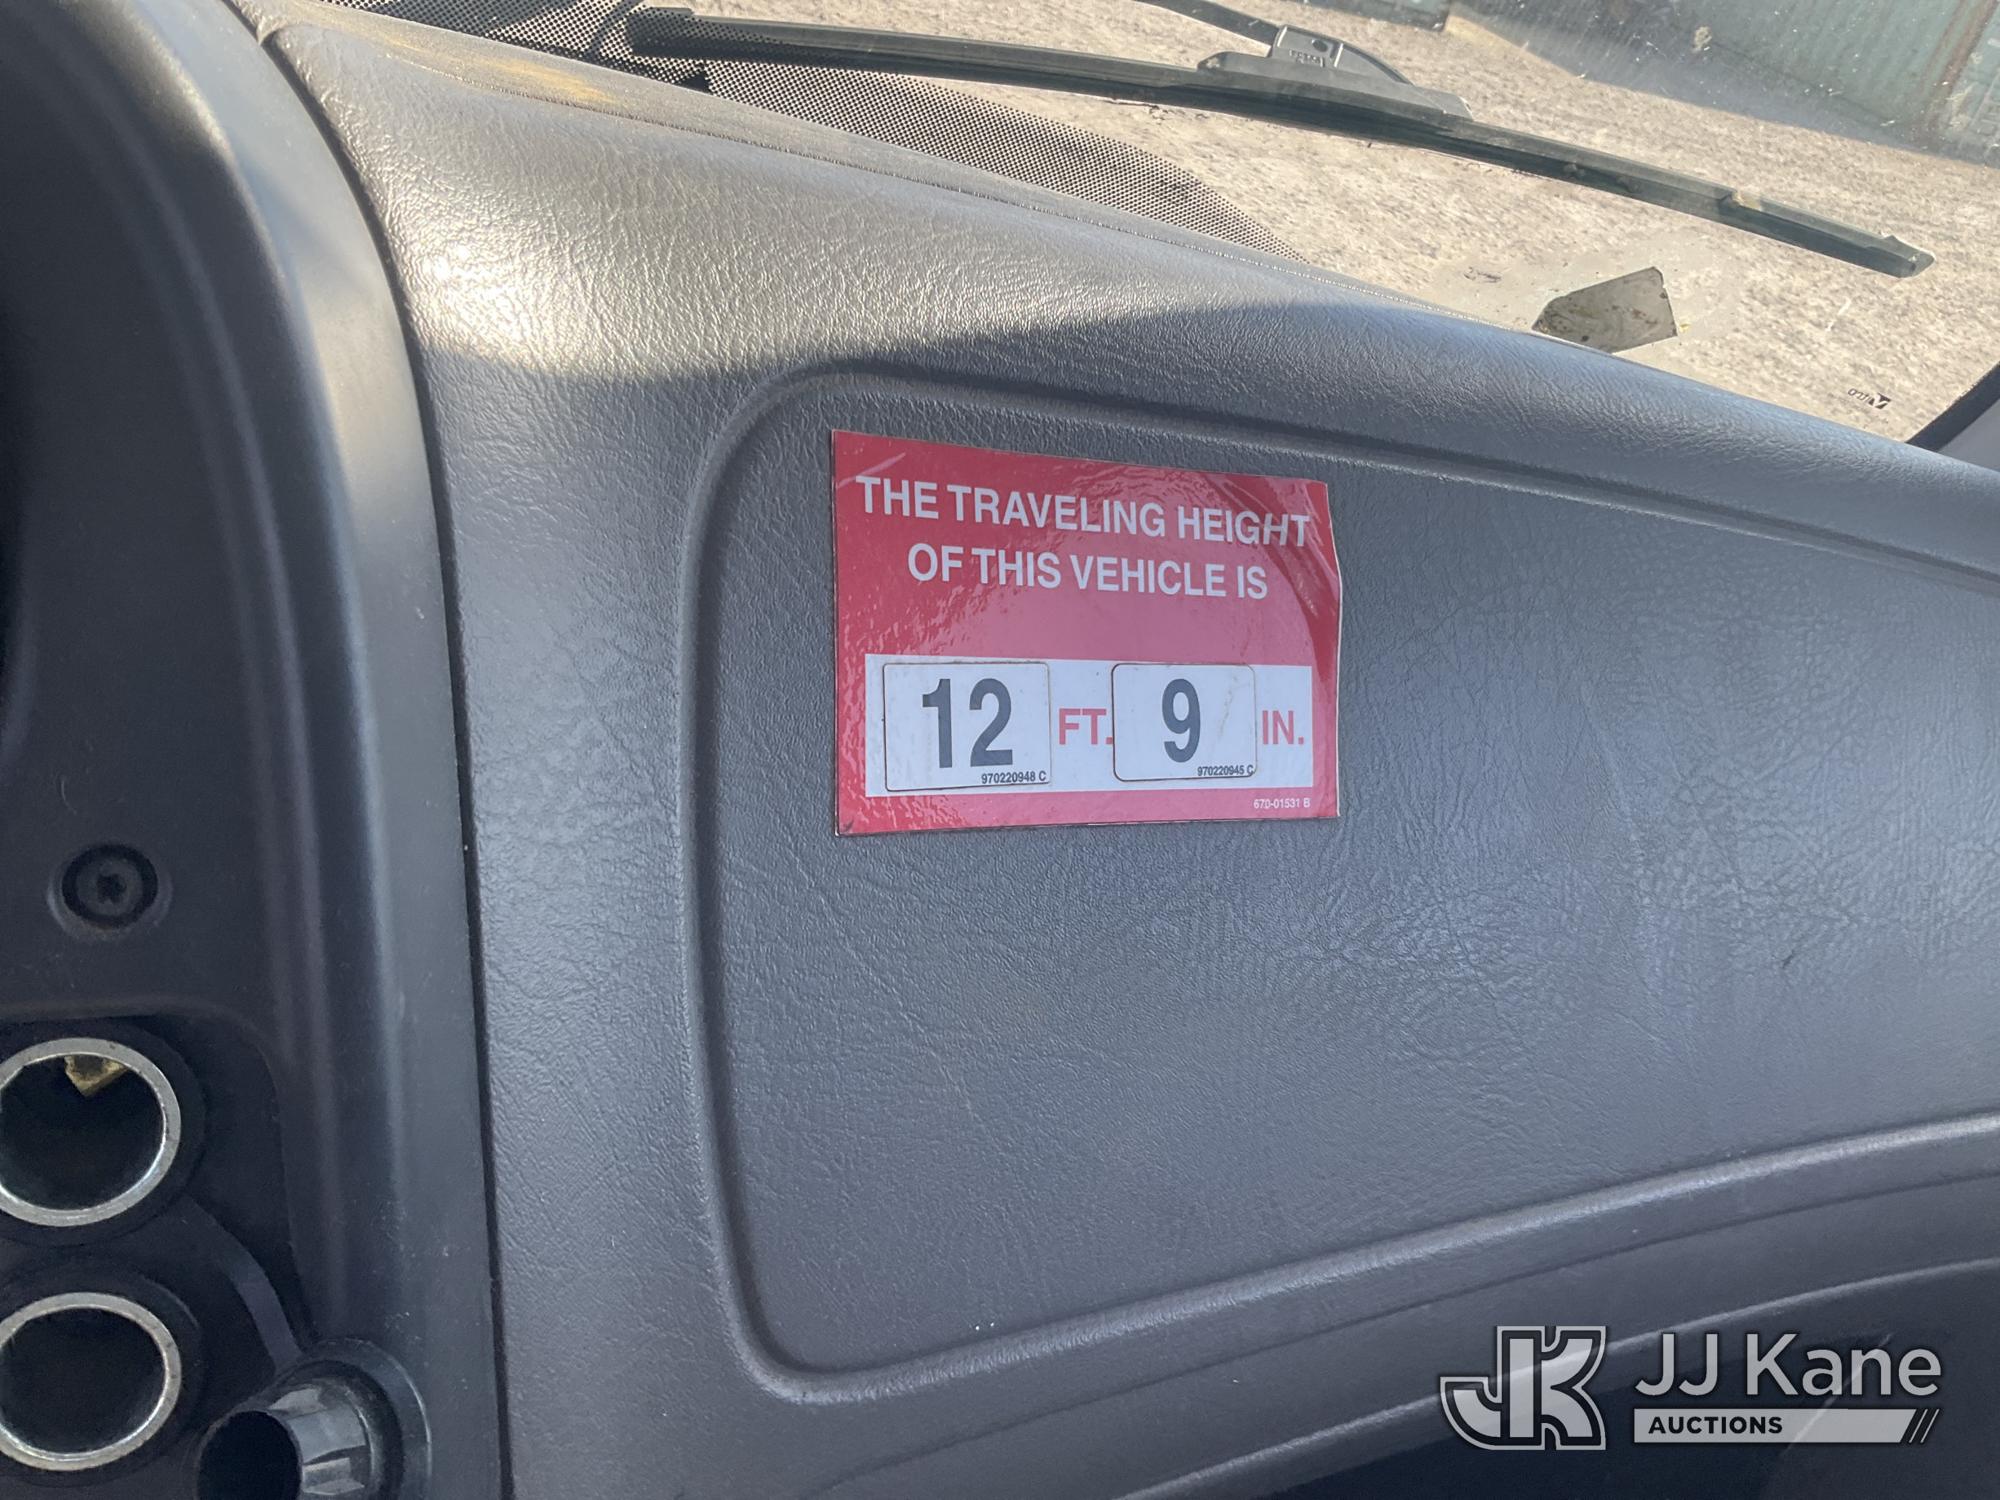 THE TRAVELING HEIGHT
OF THIS VEHICLE IS
12 FT. 9 IN.
970220948 C 970220945 C
670-01531 B
JJ Kane
AUCTIONS